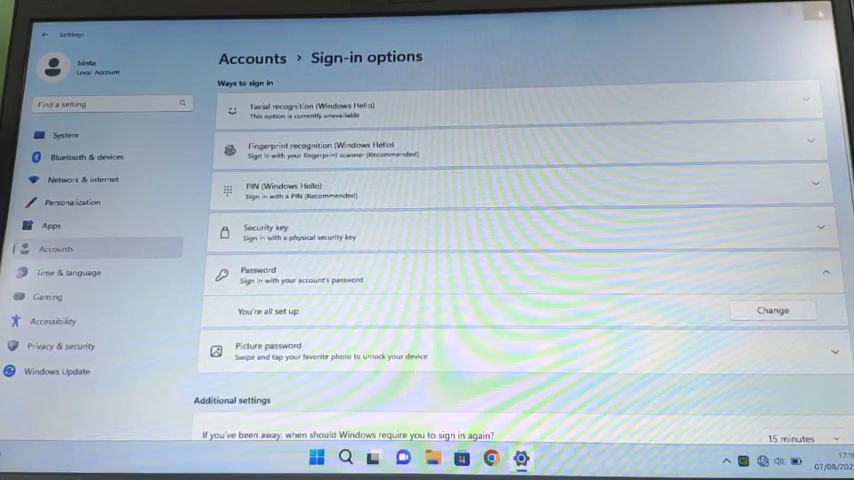 Settings
binta
Local Account
Find a setting
System
Bluetooth & devices
Network & internet
Personalization
Apps
Accounts
Time & language
Gaming
Accessibility
Privacy & security
Windows Update
Accounts > Sign-in options
Ways to sign in
Facial recognition (Windows Hello)
This option is currently unavailable
Fingerprint recognition (Windows Hello)
Sign in with your fingerprint scanner (Recommended)
PIN (Windows Hello)
Sign in with a PIN (Recommended)
Security key
Sign in with a physical security key
Password
Sign in with your account's password
You're all set up
Change
Picture password
Swipe and tap your favorite photo to unlock your device
Additional settings
If you've been away, when should Windows require you to sign in again?
15 minutes